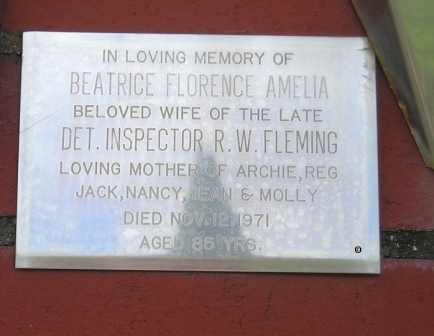 IN LOVING MEMORY OF
BEATRICE FLORENCE AMELIA
BELOVED WIFE OF THE LATE
DET. INSPECTOR R.W. FLEMING
LOVING MOTHER OF ARCHIE, REG
JACK, NANCY, JEAN & MOLLY
DIED NOV. 12. 1971
AGED 85 YRS.